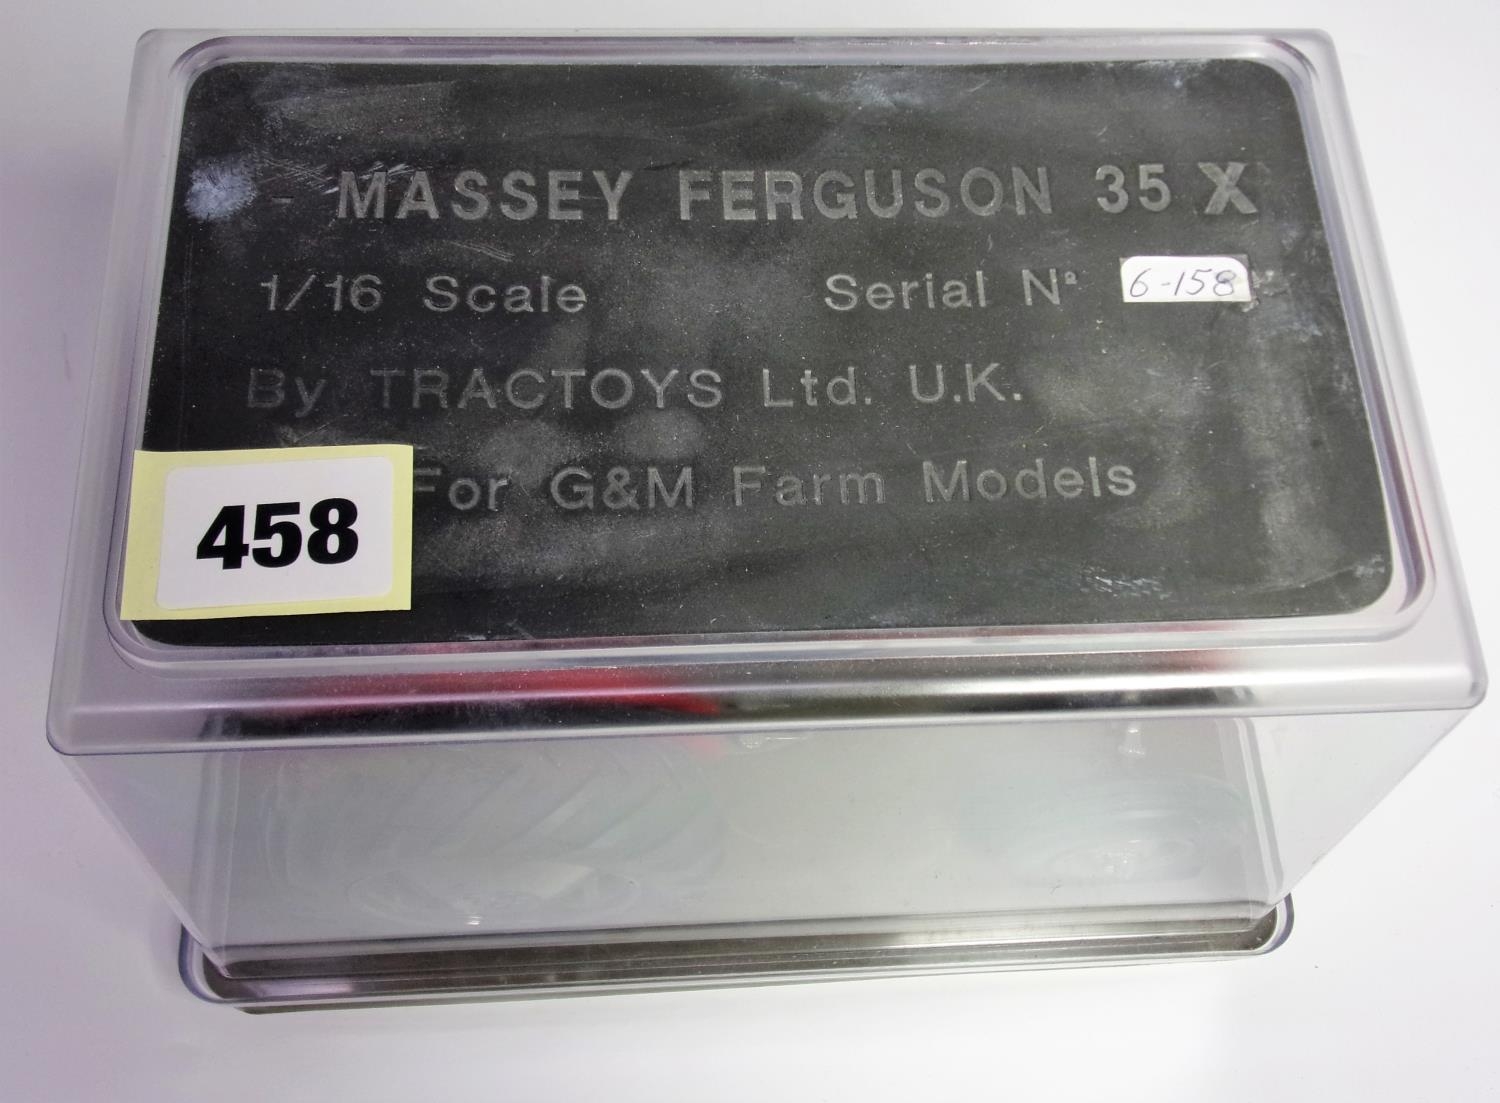 - MASSEY FERGUSON 35 X
1/16 Scale Serial Nº 6-158
By TRACTOYS Ltd. U.K.
For G&M Farm Models
458